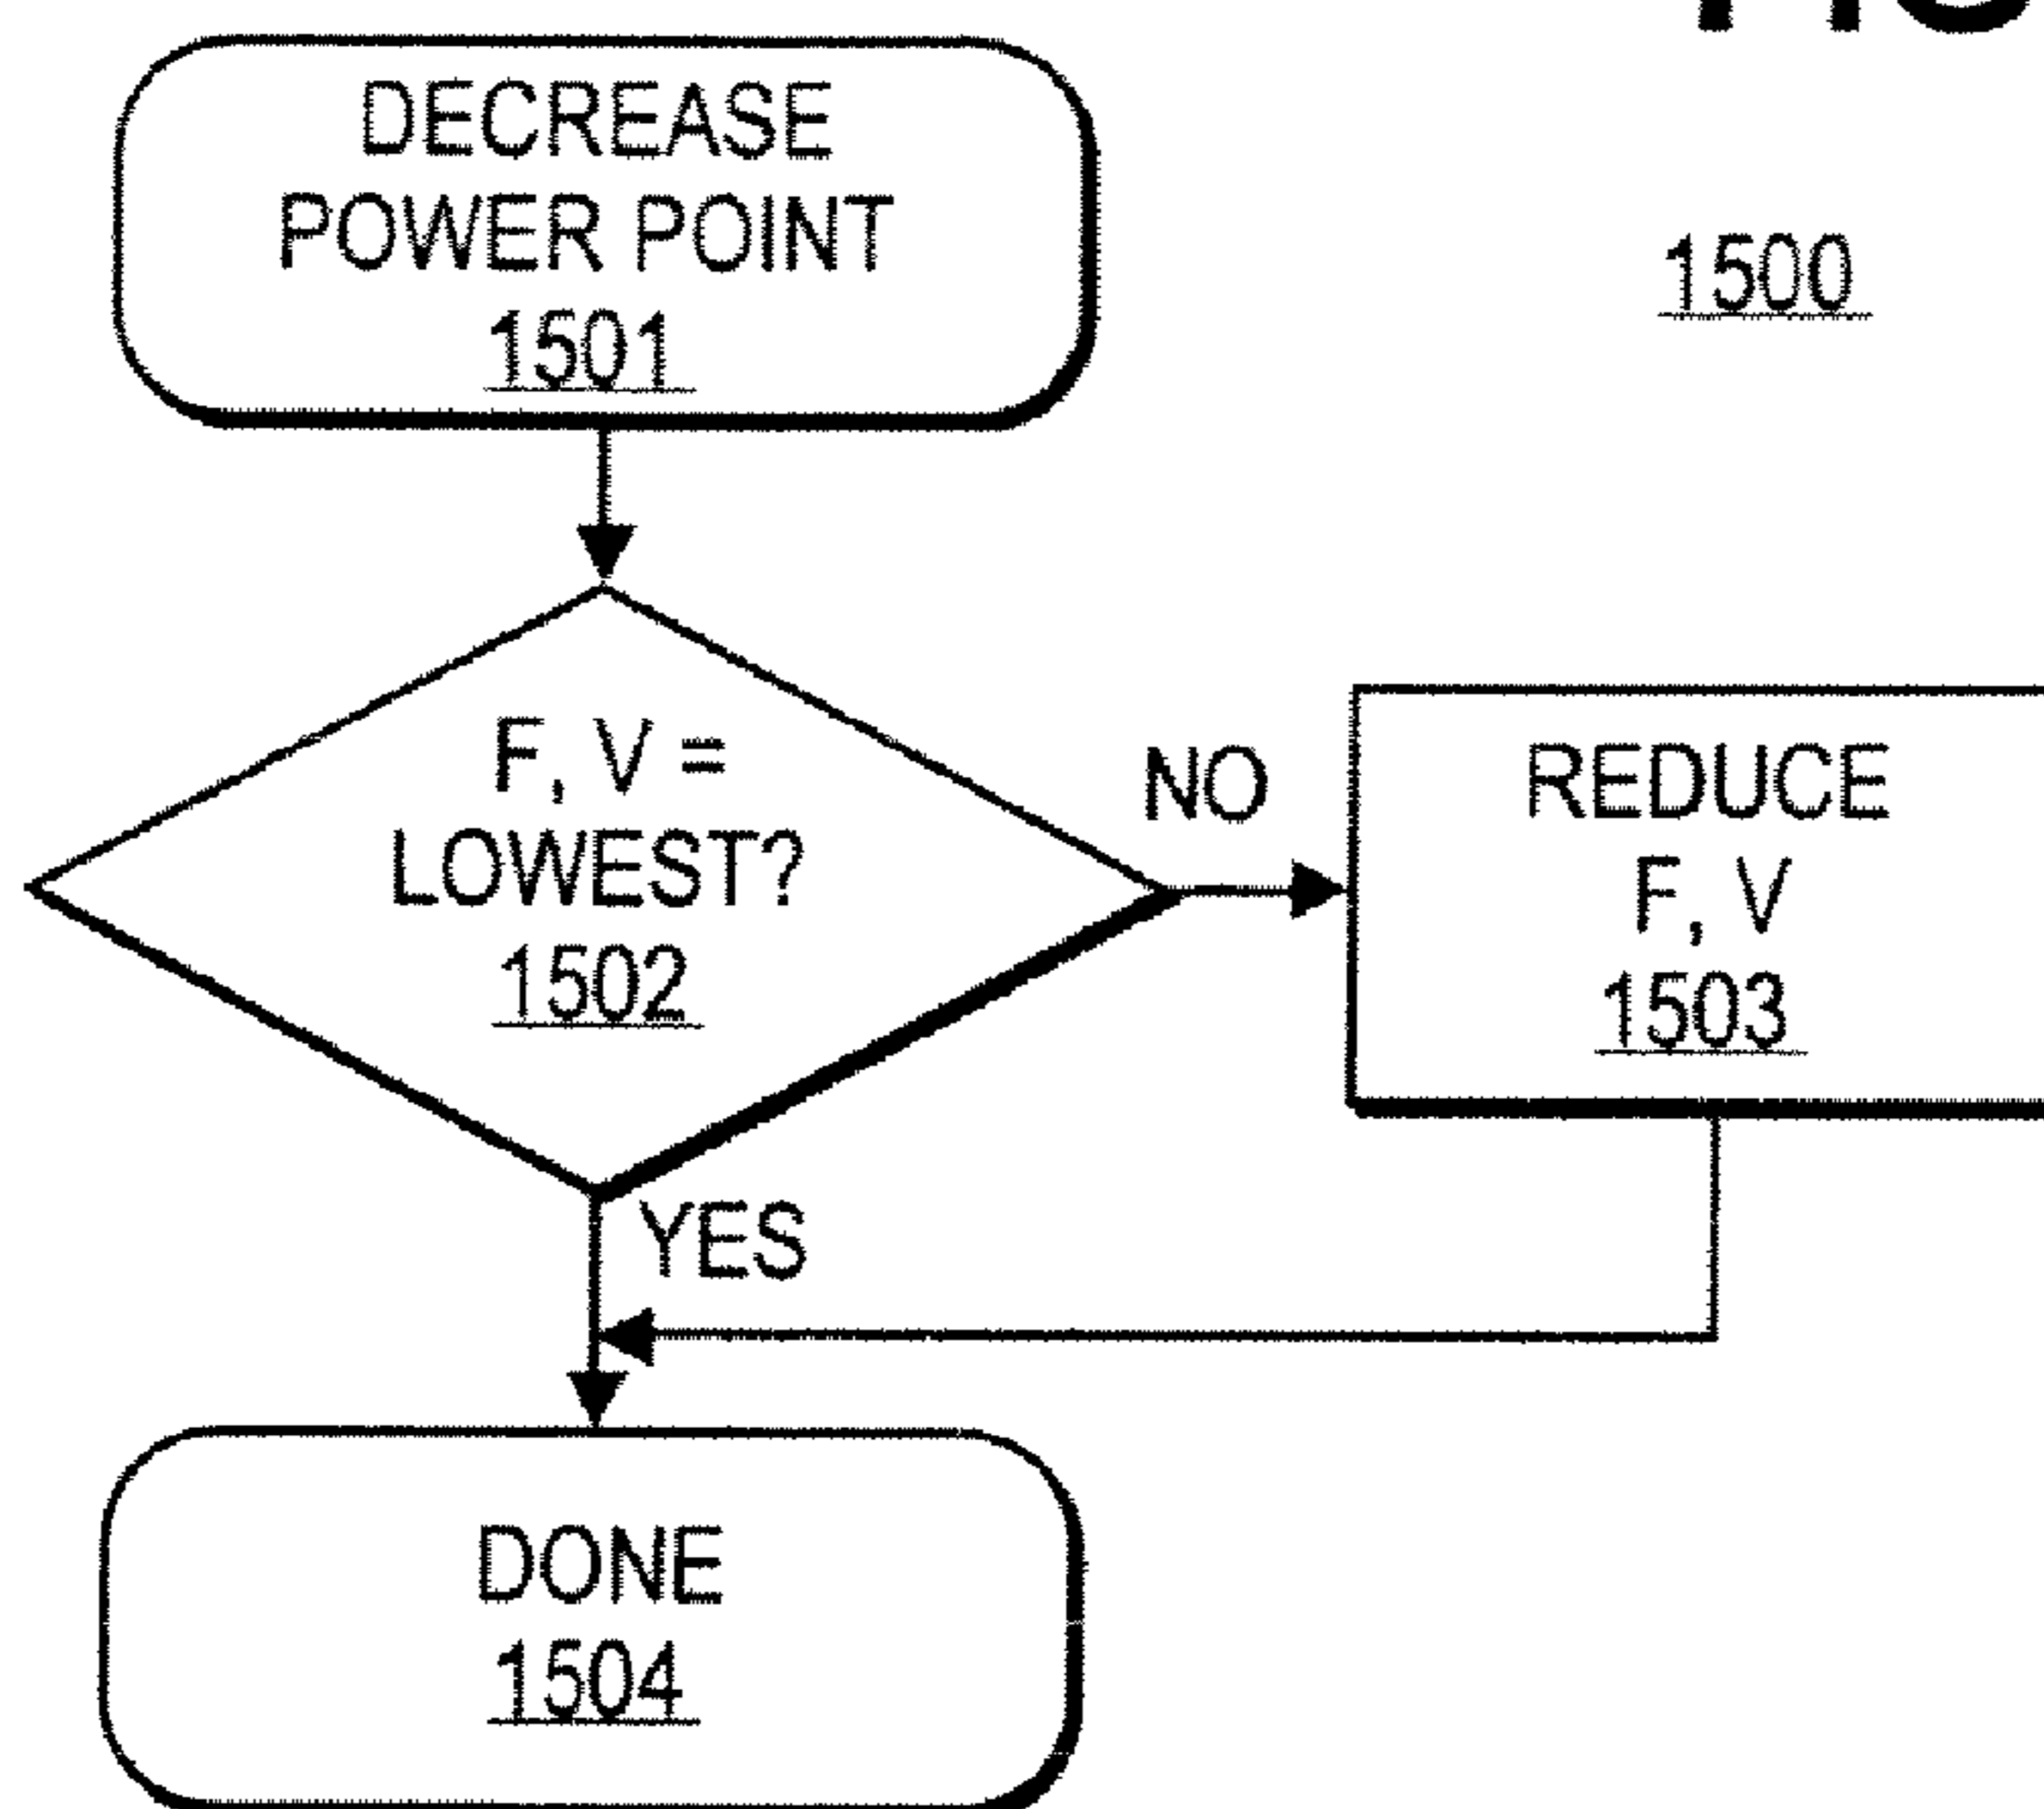 DECREASE
POWER POINT
1501
1500
F, V =
LOWEST?
1502
NO
REDUCE
F, V
1503
YES
DONE
1504